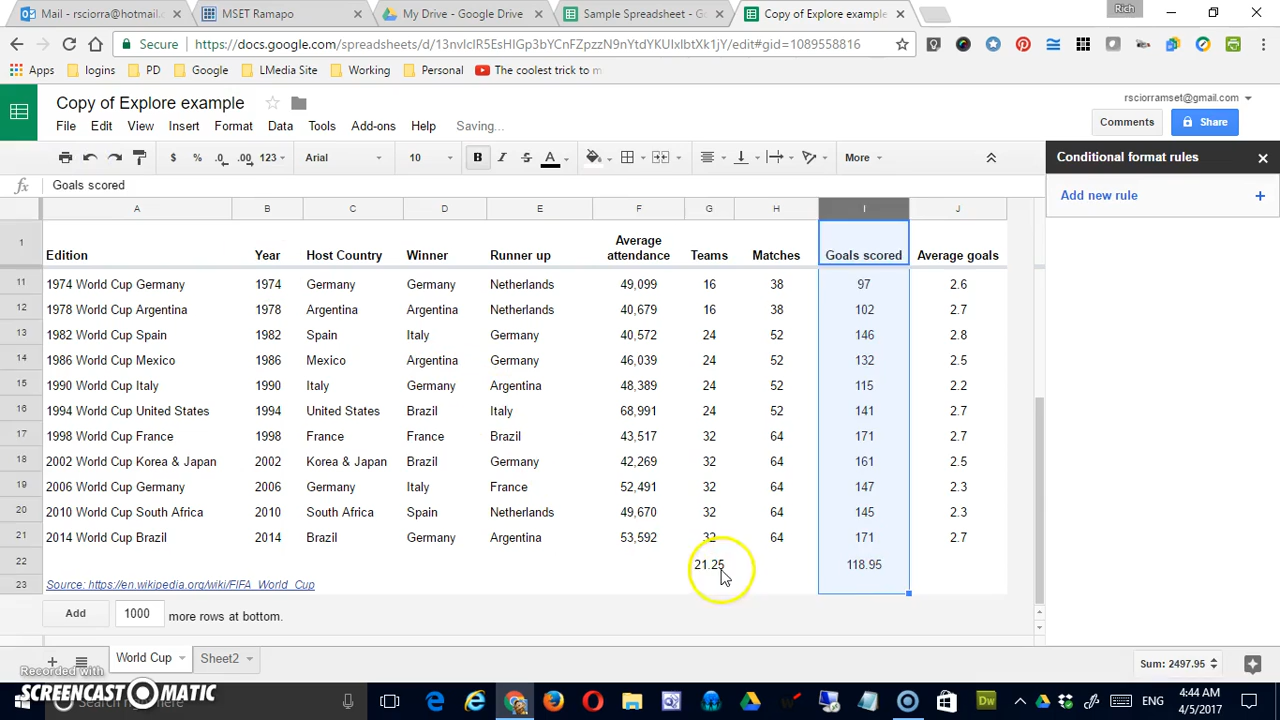 Mail - rsciorra@hotmail.c
MSET Ramapo
My Drive - Google Drive
Sample Spreadsheet - Go
Copy of Explore example
Rich
Secure
https://docs.google.com/spreadsheets/d/13nvIcIR5EsHIGp3bYCnFZpzzN9nYtdYKUIxIbtXk1jY/edit#gid=1089558816
Apps logins PD Google LMedia Site Working Personal The coolest trick to m
Copy of Explore example
rsciorramset@gmail.com
File Edit View Insert Format Data Tools Add-ons Help Saving...
Comments Share
$ % .0 .00 123 Arial 10 B I S A More
Conditional format rules
fx Goals scored
Add new rule +
A B C D E F G H I J
1 Edition Year Host Country Winner Runner up Average attendance Teams Matches Goals scored Average goals
11 1974 World Cup Germany 1974 Germany Germany Netherlands 49,099 16 38 97 2.6
12 1978 World Cup Argentina 1978 Argentina Argentina Netherlands 40,679 16 38 102 2.7
13 1982 World Cup Spain 1982 Spain Italy Germany 40,572 24 52 146 2.8
14 1986 World Cup Mexico 1986 Mexico Argentina Germany 46,039 24 52 132 2.5
15 1990 World Cup Italy 1990 Italy Germany Argentina 48,389 24 52 115 2.2
16 1994 World Cup United States 1994 United States Brazil Italy 68,991 24 52 141 2.7
17 1998 World Cup France 1998 France France Brazil 43,517 32 64 171 2.7
18 2002 World Cup Korea & Japan 2002 Korea & Japan Brazil Germany 42,269 32 64 161 2.5
19 2006 World Cup Germany 2006 Germany Italy France 52,491 32 64 147 2.3
20 2010 World Cup South Africa 2010 South Africa Spain Netherlands 49,670 32 64 145 2.3
21 2014 World Cup Brazil 2014 Brazil Germany Argentina 53,592 32 64 171 2.7
22 21.25 118.95
23 Source: https://en.wikipedia.org/wiki/FIFA_World_Cup
Add 1000 more rows at bottom.
World Cup Sheet2
Sum: 2497.95
Recorded with
SCREENCAST-O-MATIC
ENG
4:44 AM
4/5/2017
Dw